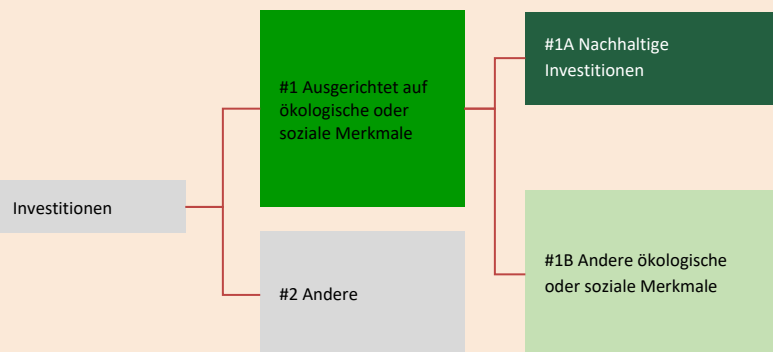 Investitionen
#1 Ausgerichtet auf
ökologische oder
soziale Merkmale
#2 Andere
#1A Nachhaltige
Investitionen
#1B Andere ökologische
oder soziale Merkmale